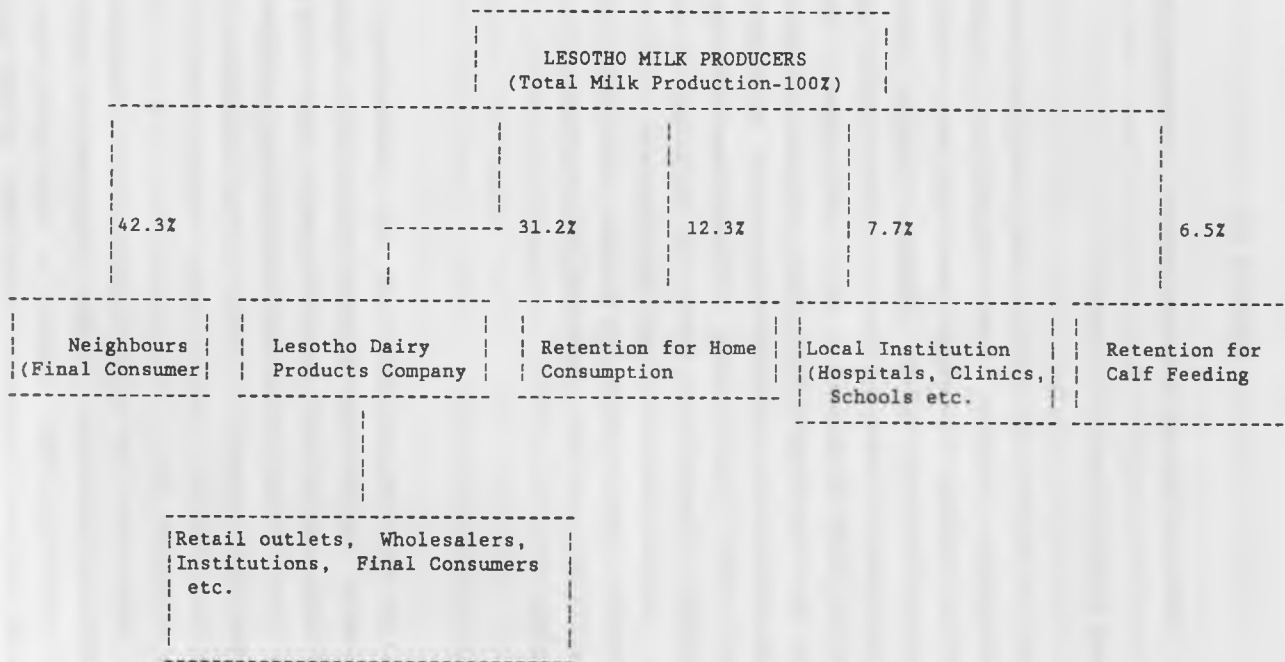 LESOTHO MILK PRODUCERS
(Total Milk Production-100%)
42.3%
31.2%
12.3%
7.7%
6.5%
Neighbours
(Final Consumer
Lesotho Dairy
Products Company
Retention for Home
Consumption
Local Institution
(Hospitals, Clinics,
Schools etc.
Retention for
Calf Feeding
Retail outlets, Wholesalers,
Institutions, Final Consumers
etc.